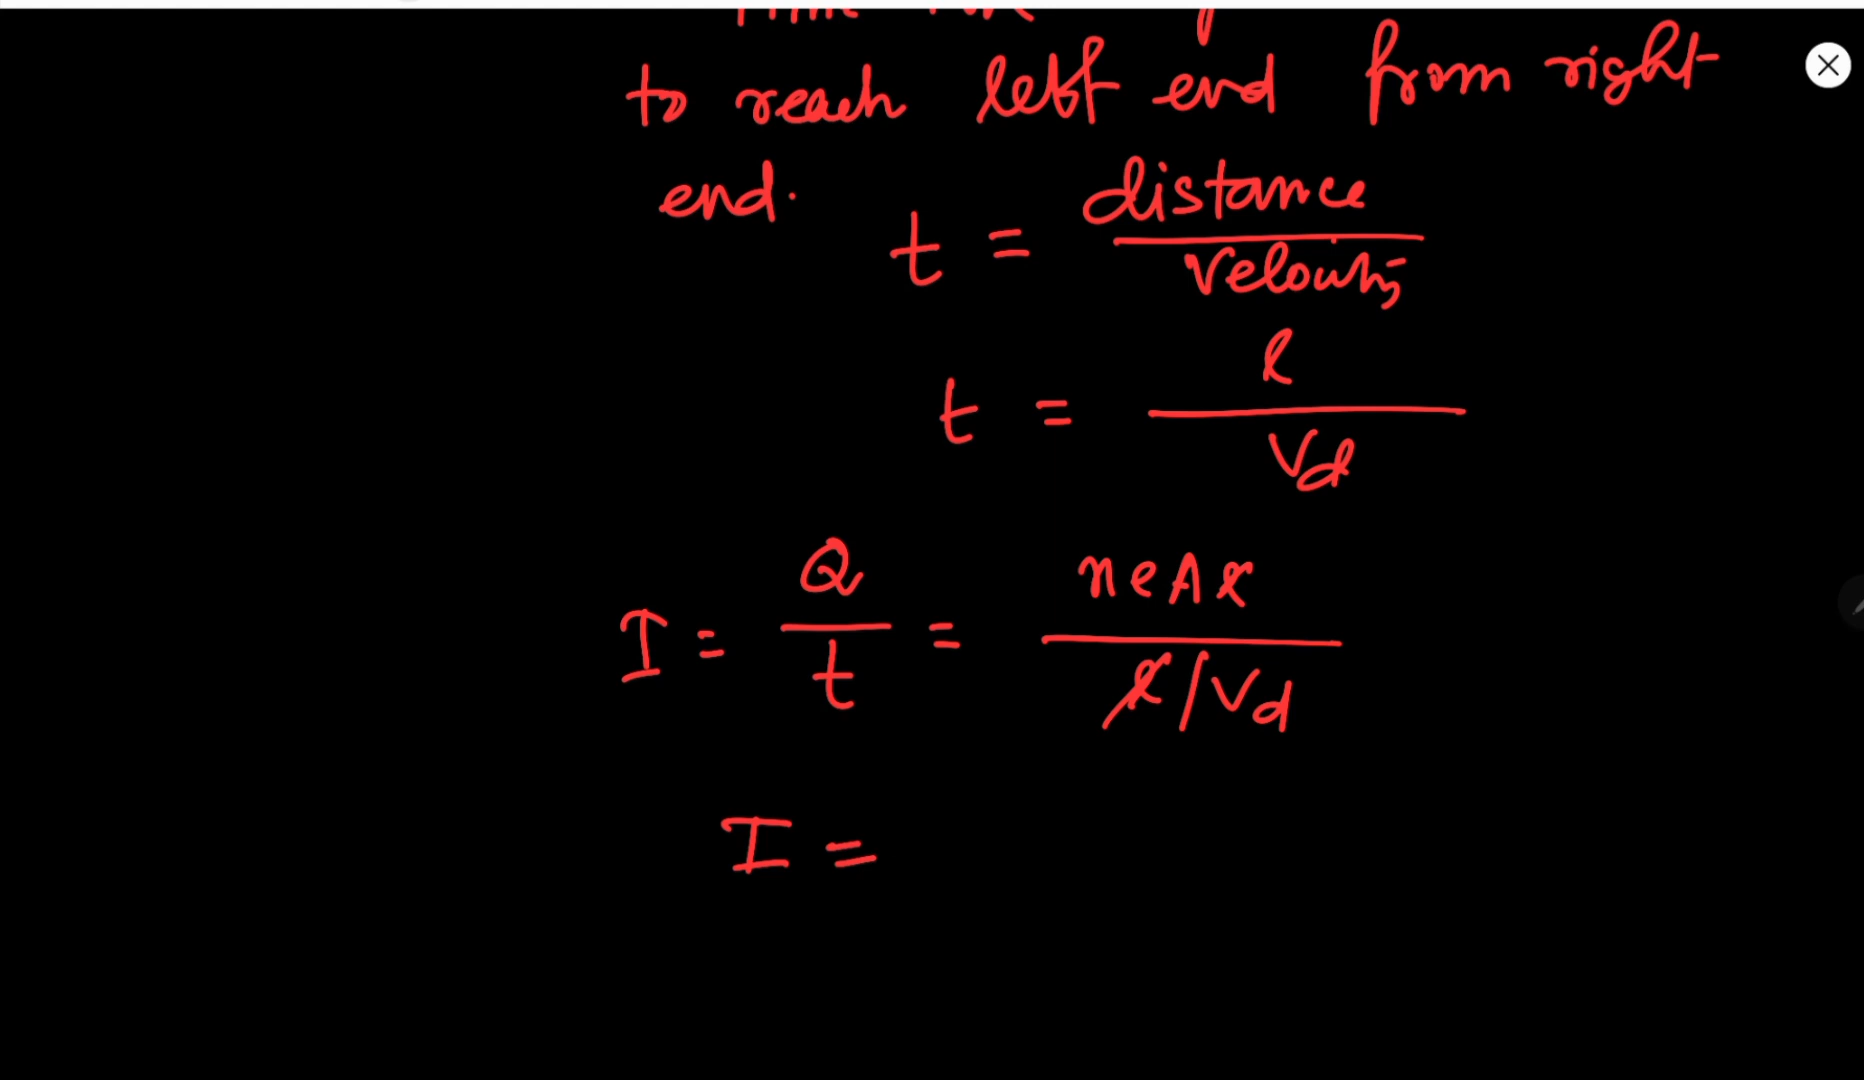 to reach left end from right
end.
t = distance / Velocity
t = l / Vd
I = Q / t = neAl / l/Vd
I =